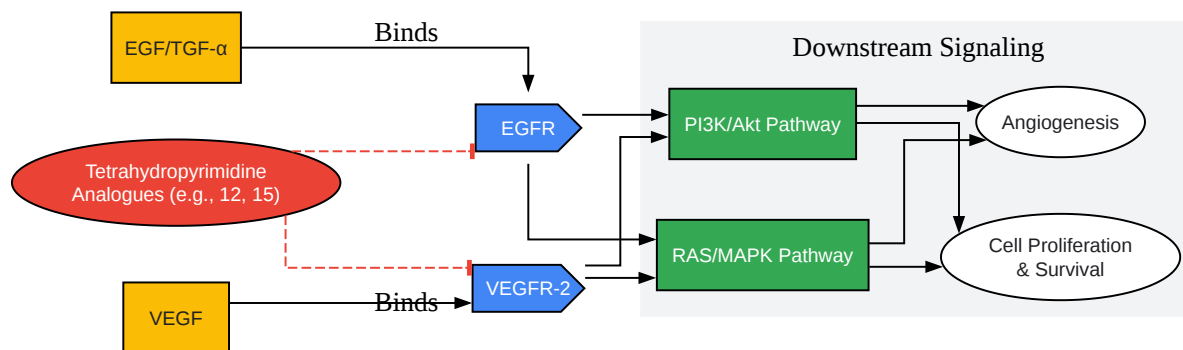 EGF/TGF-α
Binds
Downstream Signaling
EGFR
PI3K/Akt Pathway
Angiogenesis
Tetrahydropyrimidine
Analogues (e.g., 12, 15)
RAS/MAPK Pathway
Cell Proliferation
& Survival
VEGFR-2
Binds
VEGF